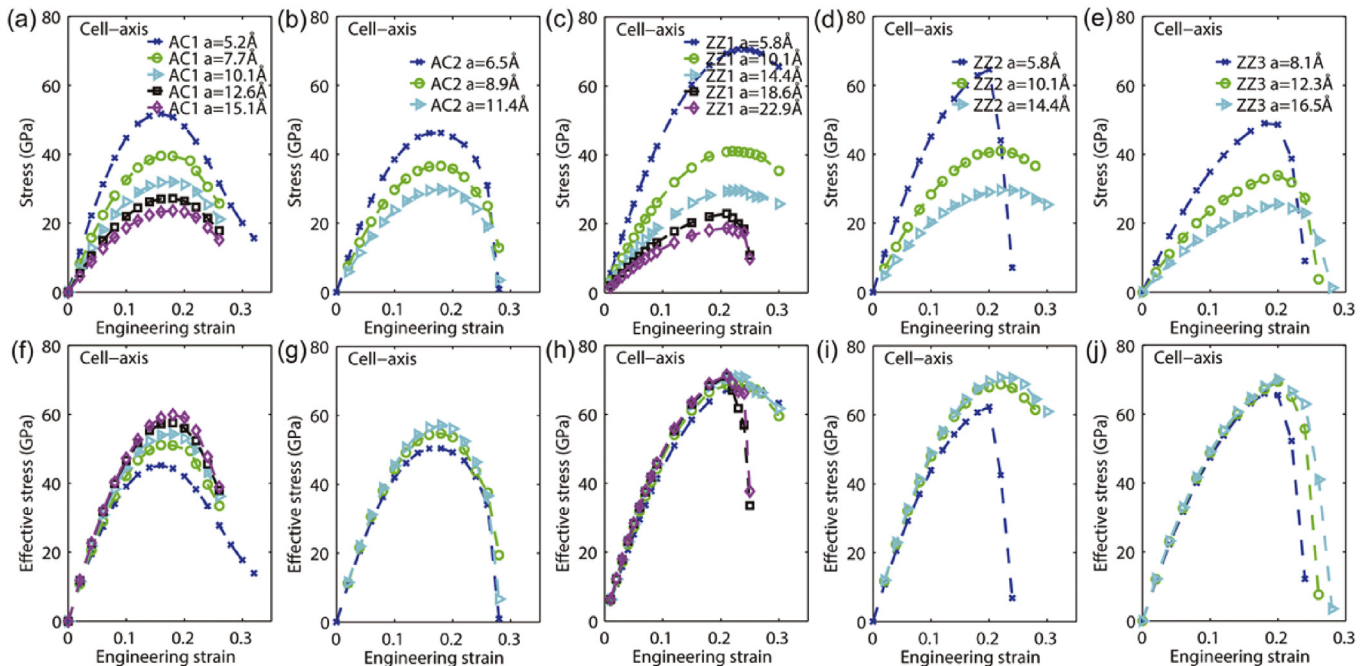 (a)
80
60
40
20
0
0
0.1
0.2
0.3
Stress (GPa)
Engineering strain
Cell-axis
AC1 a=5.2Å
AC1 a=7.7Å
AC1 a=10.1Å
AC1 a=12.6Å
AC1 a=15.1Å
(b)
80
60
40
20
0
0
0.1
0.2
0.3
Stress (GPa)
Engineering strain
Cell-axis
AC2 a=6.5Å
AC2 a=8.9Å
AC2 a=11.4Å
(c)
80
60
40
20
0
0
0.1
0.2
0.3
Stress (GPa)
Engineering strain
Cell-axis
ZZ1 a=5.8Å
ZZ1 a=10.1Å
ZZ1 a=14.4Å
ZZ1 a=18.6Å
ZZ1 a=22.9Å
(d)
80
60
40
20
0
0
0.1
0.2
0.3
Stress (GPa)
Engineering strain
Cell-axis
ZZ2 a=5.8Å
ZZ2 a=10.1Å
ZZ2 a=14.4Å
(e)
80
60
40
20
0
0
0.1
0.2
0.3
Stress (GPa)
Engineering strain
Cell-axis
ZZ3 a=8.1Å
ZZ3 a=12.3Å
ZZ3 a=16.5Å
(f)
80
60
40
20
0
0
0.1
0.2
0.3
Effective stress (GPa)
Engineering strain
Cell-axis
(g)
80
60
40
20
0
0
0.1
0.2
0.3
Effective stress (GPa)
Engineering strain
Cell-axis
(h)
80
60
40
20
0
0
0.1
0.2
0.3
Effective stress (GPa)
Engineering strain
Cell-axis
(i)
80
60
40
20
0
0
0.1
0.2
0.3
Effective stress (GPa)
Engineering strain
Cell-axis
(j)
80
60
40
20
0
0
0.1
0.2
0.3
Effective stress (GPa)
Engineering strain
Cell-axis